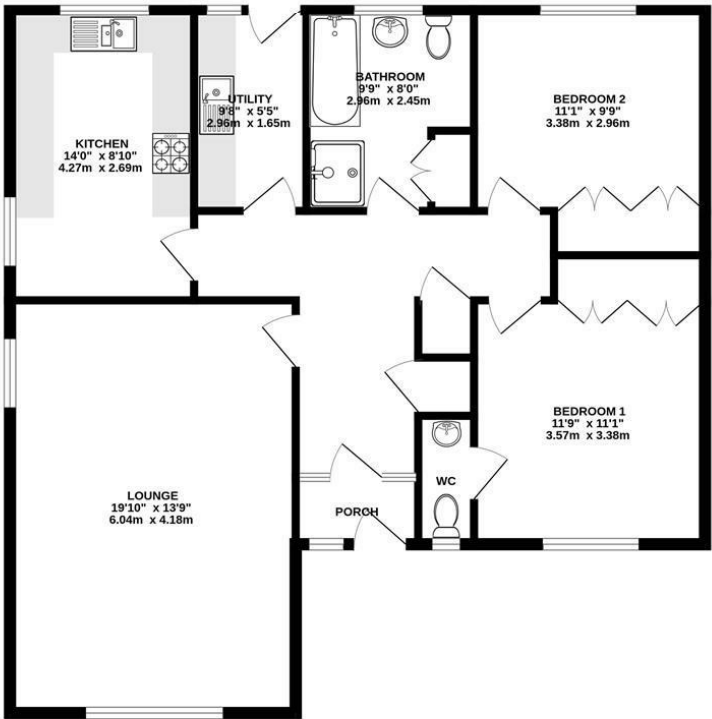 KITCHEN
14'0" x 8'10"
4.27m x 2.69m
UTILITY
9'8" x 5'5"
2.96m x 1.65m
BATHROOM
9'9" x 8'0"
2.96m x 2.45m
BEDROOM 2
11'1" x 9'9"
3.38m x 2.96m
BEDROOM 1
11'9" x 11'1"
3.57m x 3.38m
LOUNGE
19'10" x 13'9"
6.04m x 4.18m
WC
PORCH